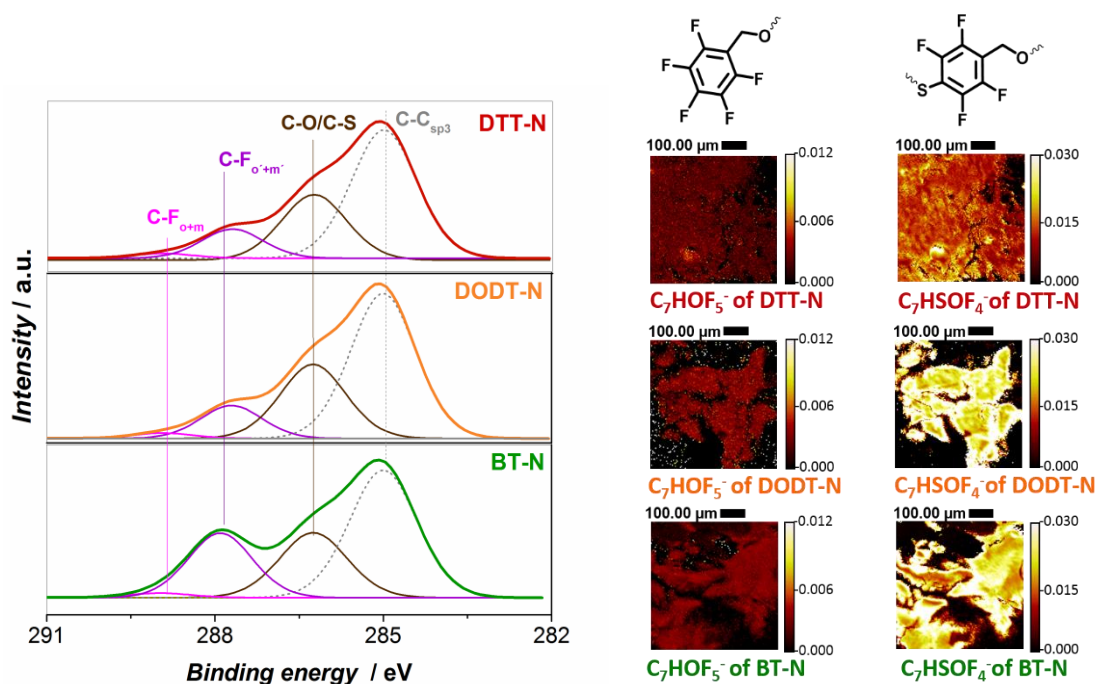 DTT-N
C-O/C-S
C-C_sp3
C-F_o´+m´
C-F_o+m
DODT-N
BT-N
Intensity / a.u.
291
288
285
282
Binding energy / eV
F
F
F
F
F
O
F
F
F
F
S
O
100.00 µm
0.012
0.006
0.000
C₇HOF₅⁻ of DTT-N
100.00 µm
0.030
0.015
0.000
C₇HSOF₄⁻ of DTT-N
100.00 µm
0.012
0.006
0.000
C₇HOF₅⁻ of DODT-N
100.00 µm
0.030
0.015
0.000
C₇HSOF₄⁻ of DODT-N
100.00 µm
0.012
0.006
0.000
C₇HOF₅⁻ of BT-N
100.00 µm
0.030
0.015
0.000
C₇HSOF₄⁻ of BT-N